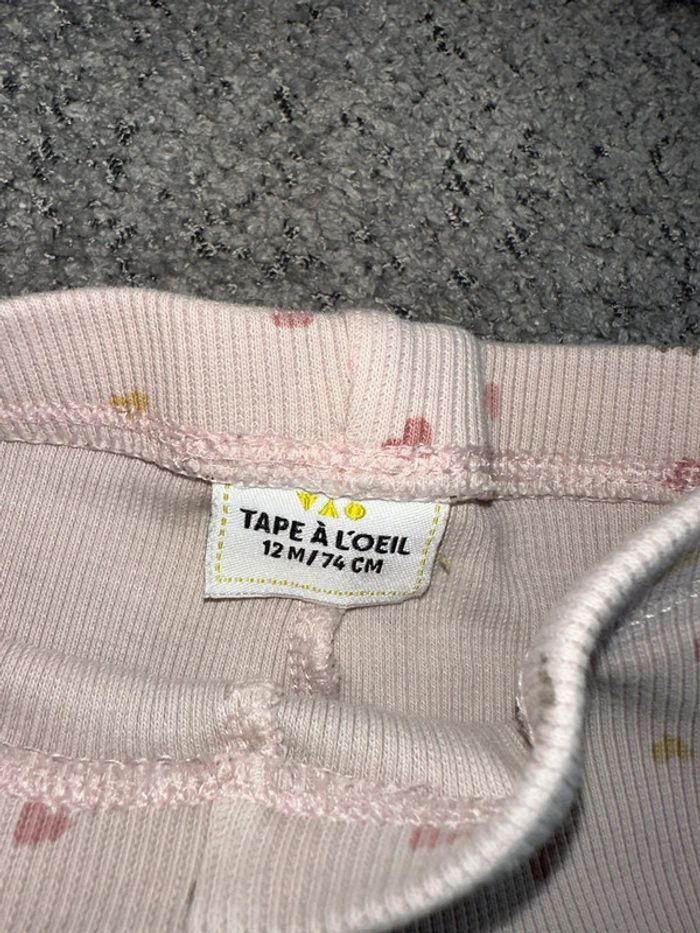 TAPE À L'OEIL
12 M/74 CM